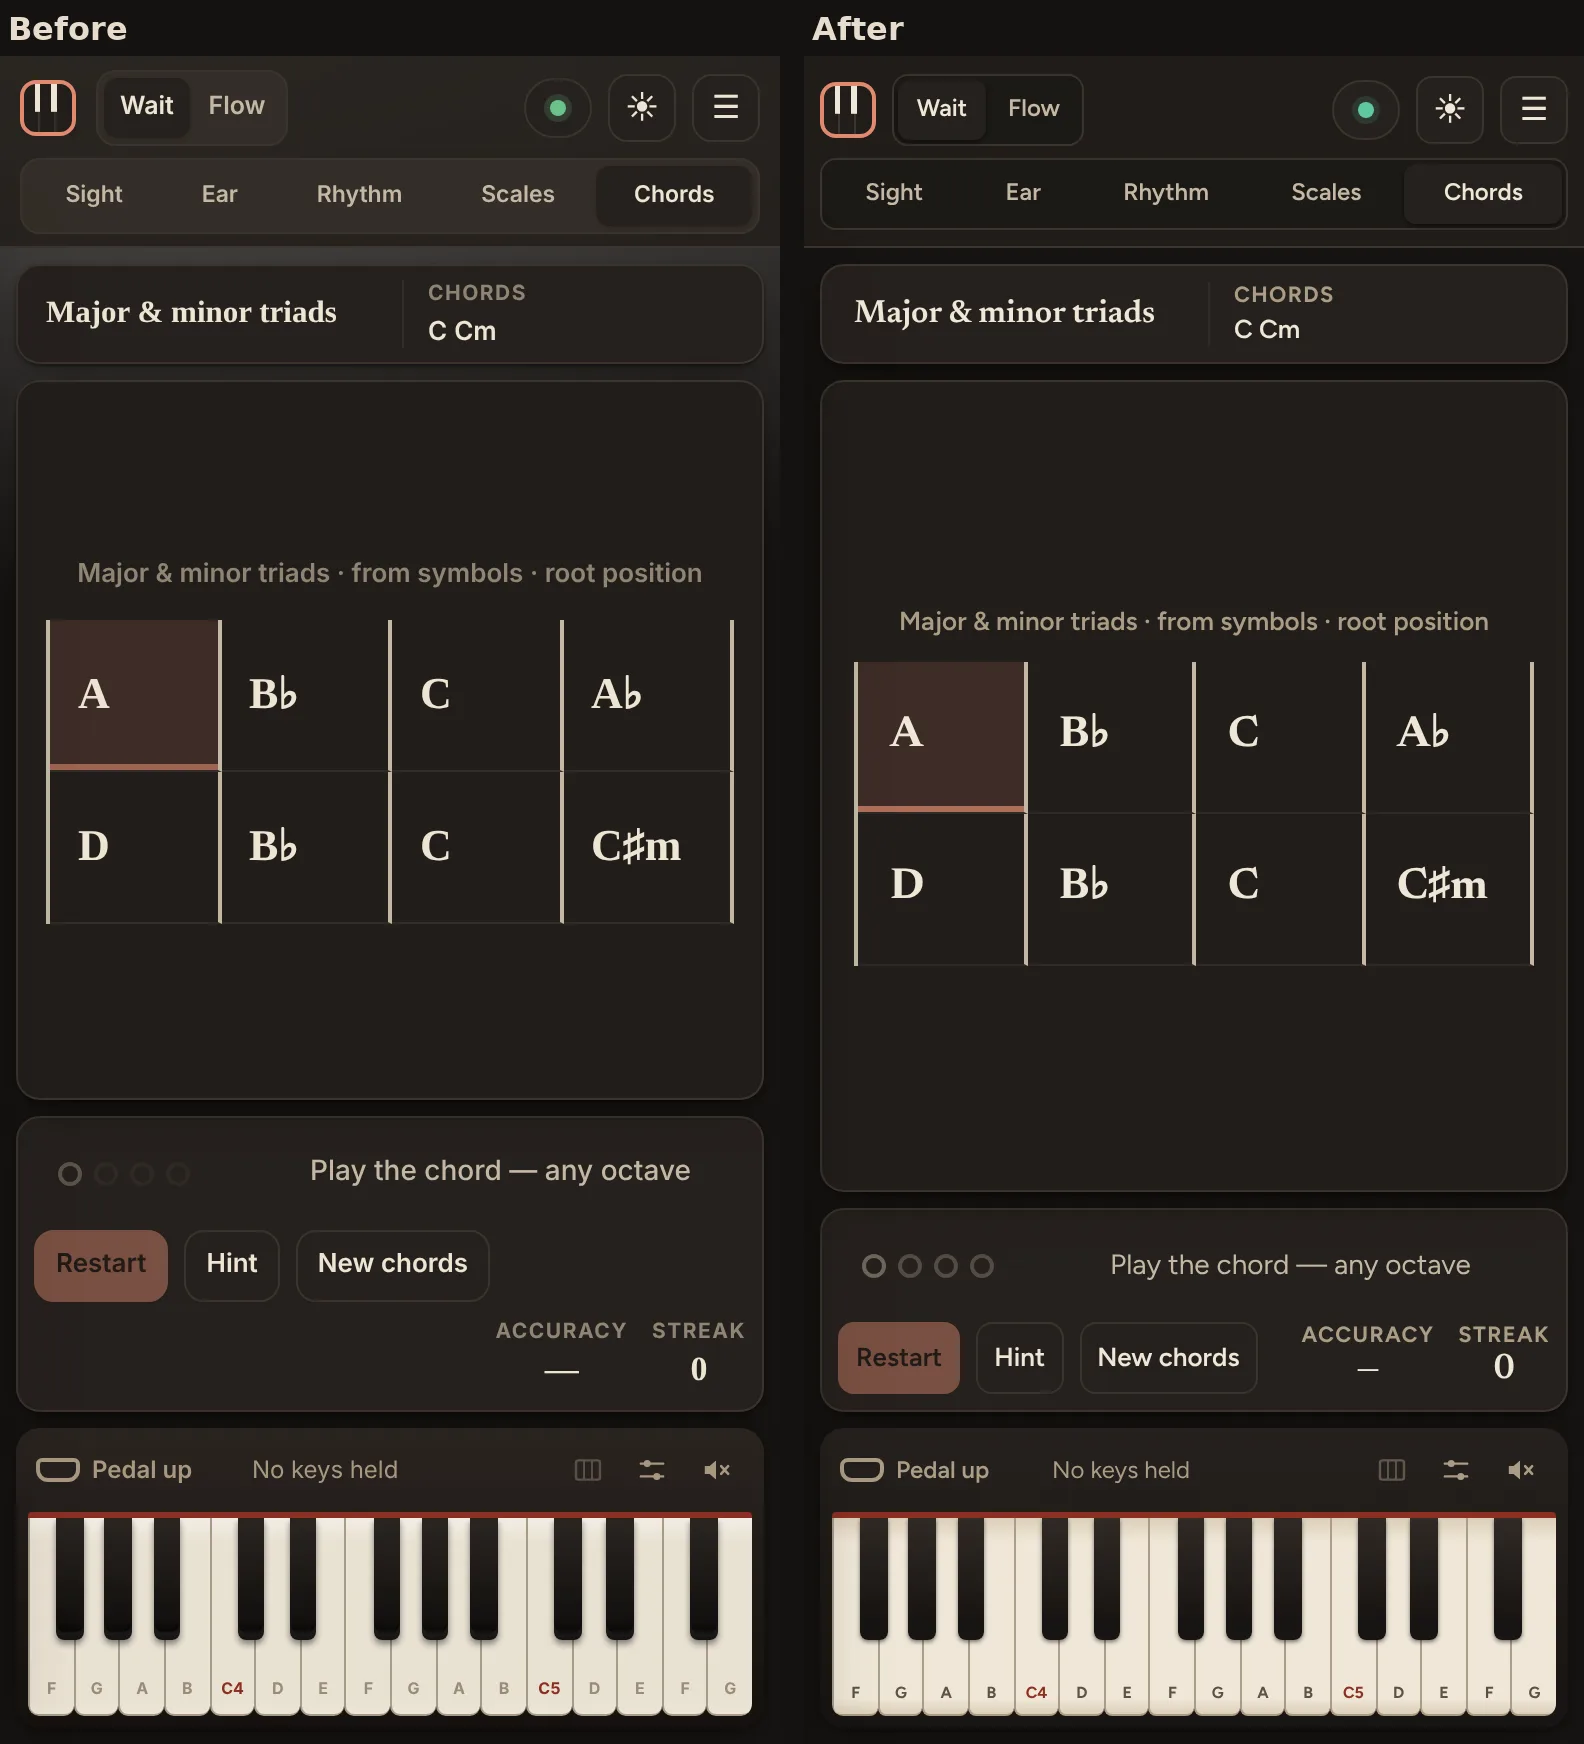 Before
Wait Flow
Sight Ear Rhythm Scales Chords
Major & minor triads
CHORDS
C Cm
Major & minor triads · from symbols · root position
A B♭ C A♭
D B♭ C C♯m
Play the chord — any octave
Restart Hint New chords
ACCURACY STREAK
— 0
Pedal up No keys held
F G A B C4 D E F G A B C5 D E F G
After
Wait Flow
Sight Ear Rhythm Scales Chords
Major & minor triads
CHORDS
C Cm
Major & minor triads · from symbols · root position
A B♭ C A♭
D B♭ C C♯m
Play the chord — any octave
Restart Hint New chords
ACCURACY STREAK
— 0
Pedal up No keys held
F G A B C4 D E F G A B C5 D E F G